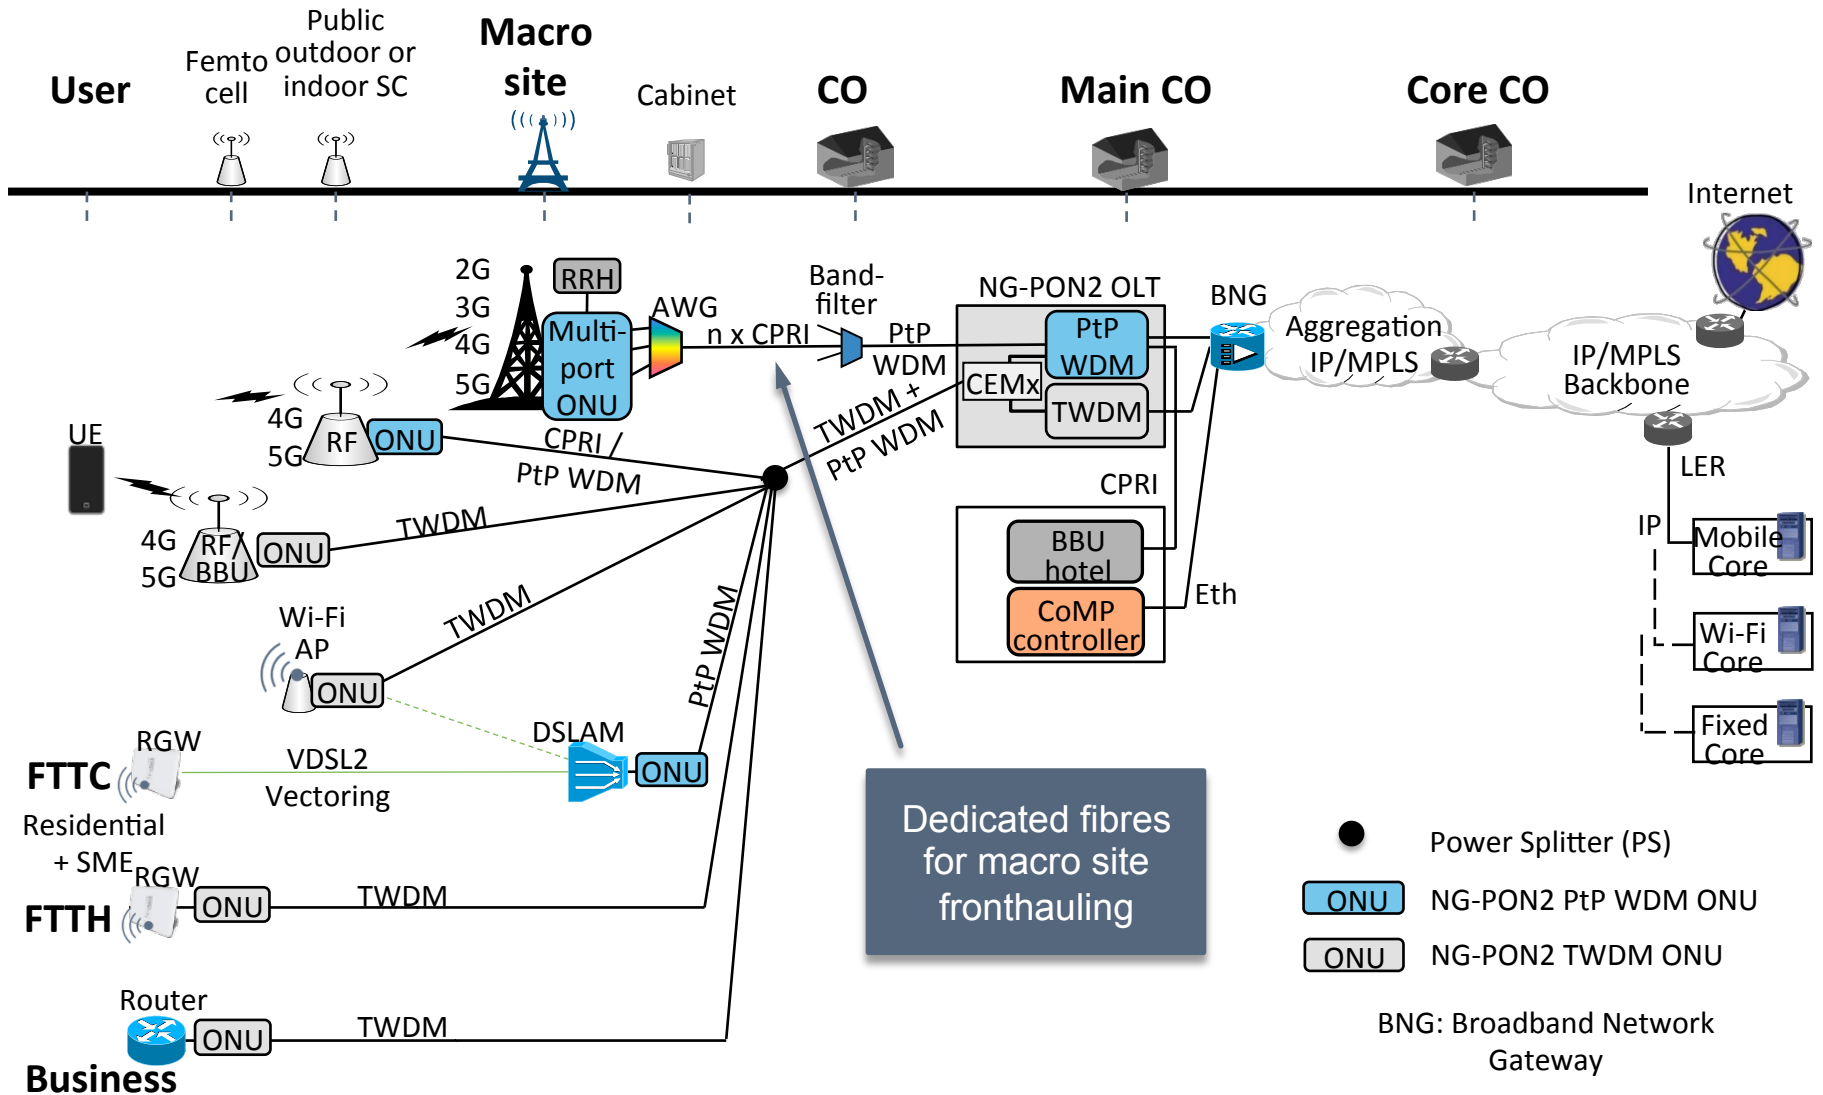 User
Femto
cell
Public
outdoor or
indoor SC
Macro
site
Cabinet
CO
Main CO
Core CO
Internet
2G
3G
4G
5G
RRH
Multi-
port
ONU
AWG
n x CPRI
Band-
filter
PtP
WDM
NG-PON2 OLT
PtP
WDM
CEMx
TWDM
BNG
Aggregation
IP/MPLS
IP/MPLS
Backbone
LER
4G
5G
RF
ONU
CPRI /
PtP WDM
TWDM +
PtP WDM
UE
4G
5G
RF/
BBU
ONU
TWDM
CPRI
BBU
hotel
CoMP
controller
Eth
IP
Mobile
Core
Wi-Fi
Core
Fixed
Core
Wi-Fi
AP
ONU
TWDM
PtP WDM
DSLAM
ONU
RGW
FTTC
VDSL2
Vectoring
Residential
+ SME
RGW
FTTH
ONU
TWDM
Router
ONU
TWDM
Business
Dedicated fibres
for macro site
fronthauling
Power Splitter (PS)
ONU
NG-PON2 PtP WDM ONU
ONU
NG-PON2 TWDM ONU
BNG: Broadband Network
Gateway